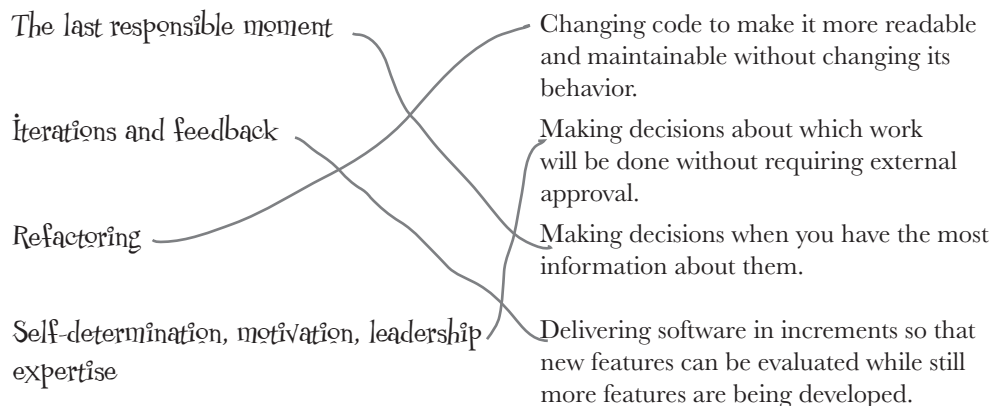 The last responsible moment
Iterations and feedback
Refactoring
Self-determination, motivation, leadership
expertise
Changing code to make it more readable
and maintainable without changing its
behavior.
Making decisions about which work
will be done without requiring external
approval.
Making decisions when you have the most
information about them.
Delivering software in increments so that
new features can be evaluated while still
more features are being developed.